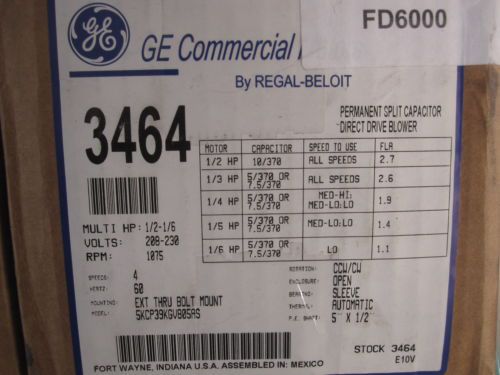 FD6000
GE
GE Commercial
By REGAL-BELOIT
3464
PERMANENT SPLIT CAPACITOR
DIRECT DRIVE BLOWER
MOTOR CAPACITOR SPEED TO USE FLA
1/2 HP 10/370 ALL SPEEDS 2.7
1/3 HP 5/370 OR 7.5/370 ALL SPEEDS 2.6
1/4 HP 5/370 OR 7.5/370 MED-HI; MED-LO;LO 1.9
1/5 HP 5/370 OR 7.5/370 MED-LO;LO 1.4
1/6 HP 5/370 OR 7.5/370 LO 1.1
MULTI HP: 1/2-1/6
VOLTS: 208-230
RPM: 1075
SPEEDS: 4
HERTZ: 60
MOUNTING: EXT THRU BOLT MOUNT
MODEL: 5KCP39KGV805AS
ROTATION: CCW/CW
ENCLOSURE: OPEN
BEARING: SLEEVE
THERMAL: AUTOMATIC
P.E. SHAFT: 5" X 1/2"
STOCK 3464
E10V
FORT WAYNE, INDIANA U.S.A. ASSEMBLED IN: MEXICO